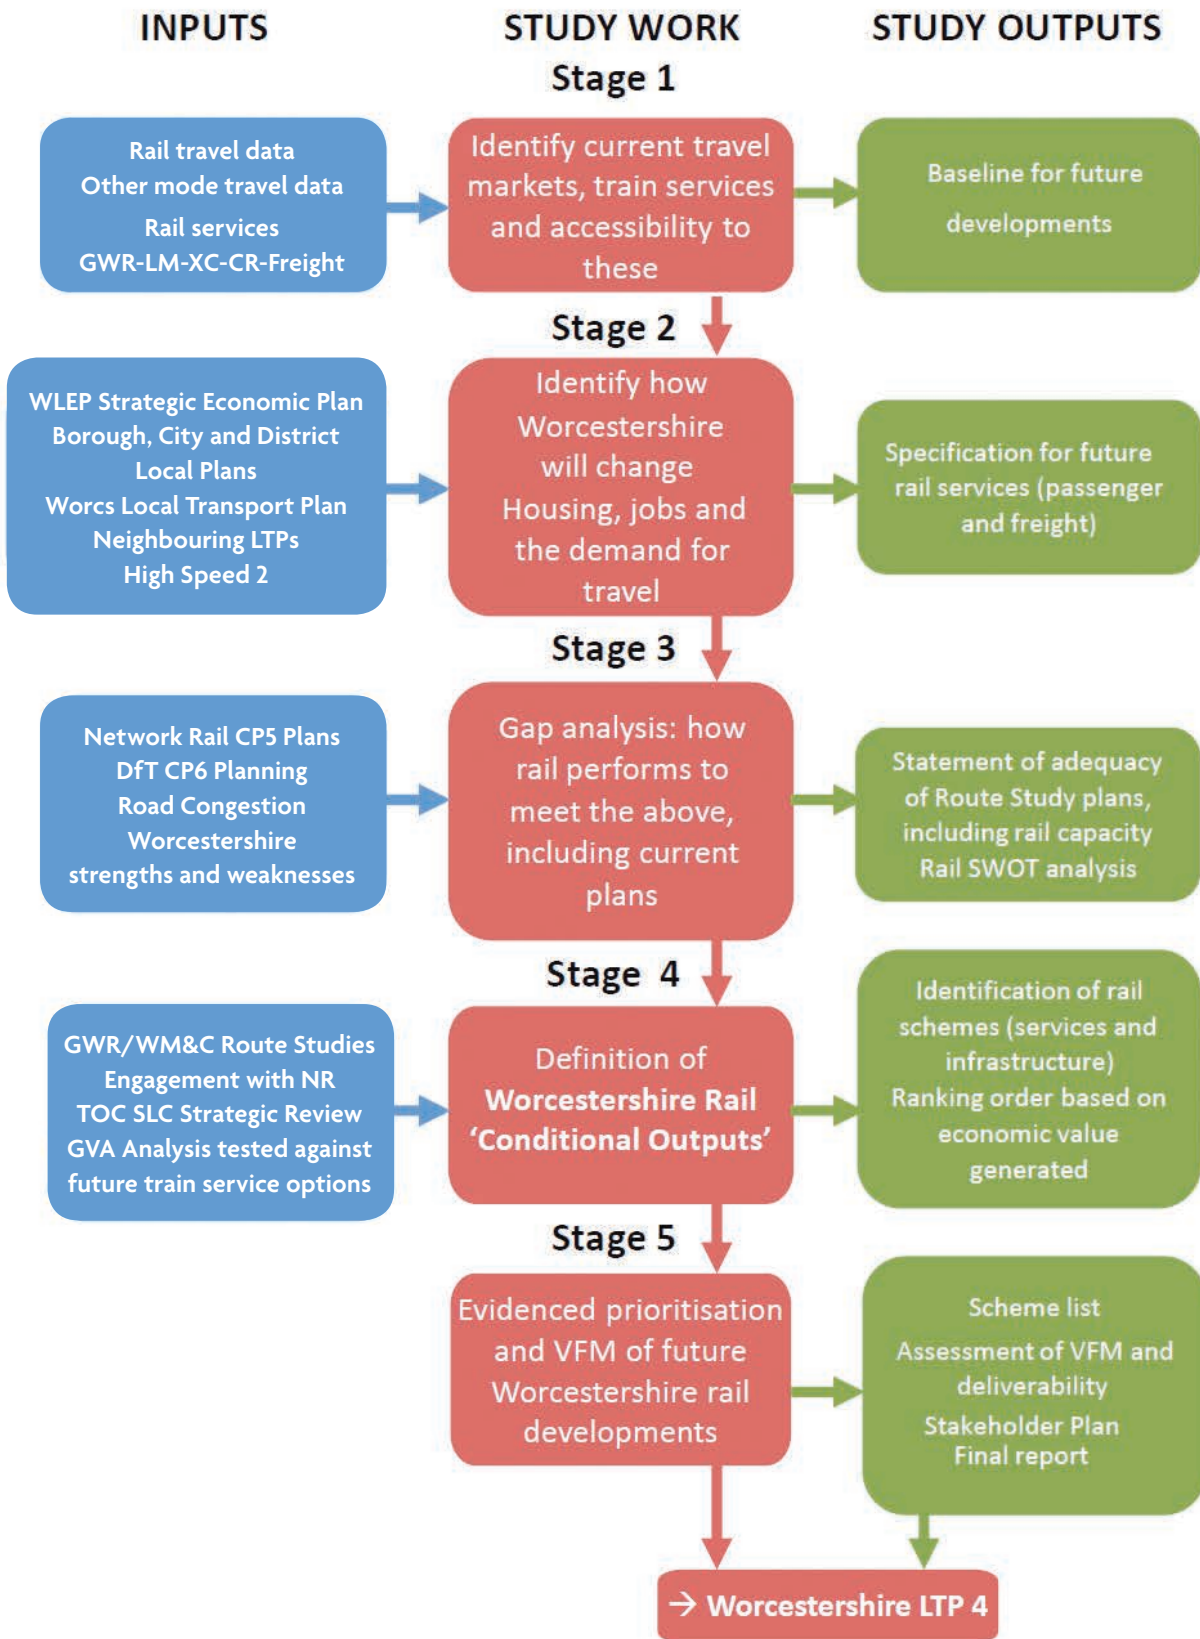 INPUTS
STUDY WORK
STUDY OUTPUTS
Stage 1
Rail travel data
Other mode travel data
Rail services
GWR-LM-XC-CR-Freight
Identify current travel
markets, train services
and accessibility to
these
Baseline for future
developments
Stage 2
WLEP Strategic Economic Plan
Borough, City and District
Local Plans
Worcs Local Transport Plan
Neighbouring LTPs
High Speed 2
Identify how
Worcestershire
will change
Housing, jobs and
the demand for
travel
Specification for future
rail services (passenger
and freight)
Stage 3
Network Rail CP5 Plans
DfT CP6 Planning
Road Congestion
Worcestershire
strengths and weaknesses
Gap analysis: how
rail performs to
meet the above,
including current
plans
Statement of adequacy
of Route Study plans,
including rail capacity
Rail SWOT analysis
Stage 4
GWR/WM&C Route Studies
Engagement with NR
TOC SLC Strategic Review
GVA Analysis tested against
future train service options
Definition of
Worcestershire Rail
‘Conditional Outputs’
Identification of rail
schemes (services and
infrastructure)
Ranking order based on
economic value
generated
Stage 5
Evidenced prioritisation
and VFM of future
Worcestershire rail
developments
Scheme list
Assessment of VFM and
deliverability
Stakeholder Plan
Final report
→ Worcestershire LTP 4